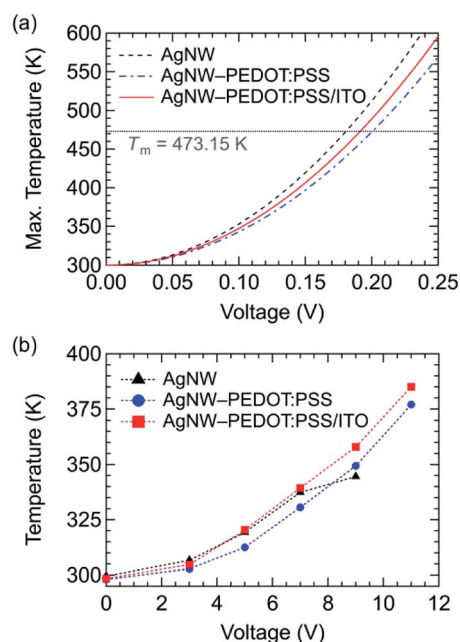 (a)
600
550
500
450
400
350
300
Max. Temperature (K)
AgNW
AgNW–PEDOT:PSS
AgNW–PEDOT:PSS/ITO
Tm = 473.15 K
0.00 0.05 0.10 0.15 0.20 0.25
Voltage (V)
(b)
400
375
350
325
300
Temperature (K)
AgNW
AgNW–PEDOT:PSS
AgNW–PEDOT:PSS/ITO
0 2 4 6 8 10 12
Voltage (V)